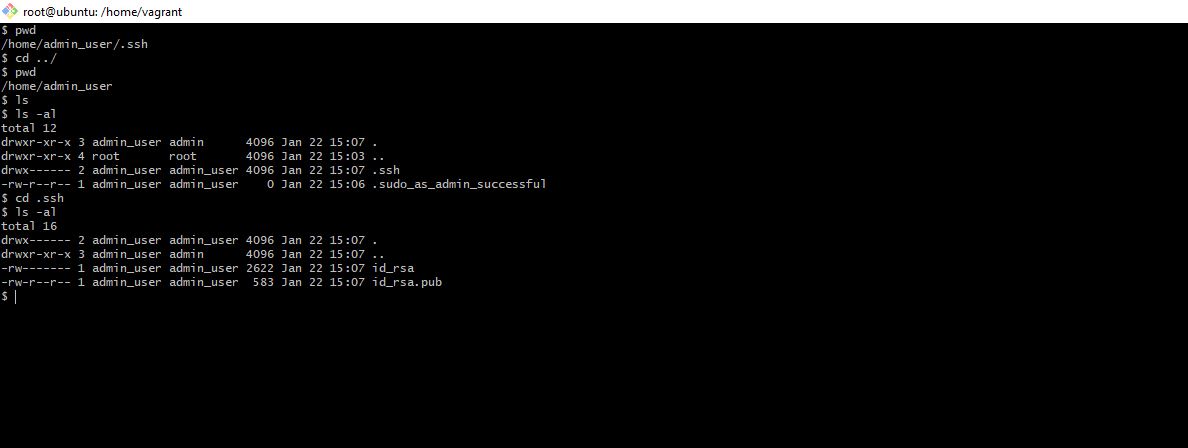 root@ubuntu: /home/vagrant
$ pwd
/home/admin_user/.ssh
$ cd ../
$ pwd
/home/admin_user
$ ls
$ ls -al
total 12
drwxr-xr-x 3 admin_user admin      4096 Jan 22 15:07 .
drwxr-xr-x 4 root       root       4096 Jan 22 15:03 ..
drwx------ 2 admin_user admin_user 4096 Jan 22 15:07 .ssh
-rw-r--r-- 1 admin_user admin_user    0 Jan 22 15:06 .sudo_as_admin_successful
$ cd .ssh
$ ls -al
total 16
drwx------ 2 admin_user admin_user 4096 Jan 22 15:07 .
drwxr-xr-x 3 admin_user admin      4096 Jan 22 15:07 ..
-rw------- 1 admin_user admin_user 2622 Jan 22 15:07 id_rsa
-rw-r--r-- 1 admin_user admin_user  583 Jan 22 15:07 id_rsa.pub
$